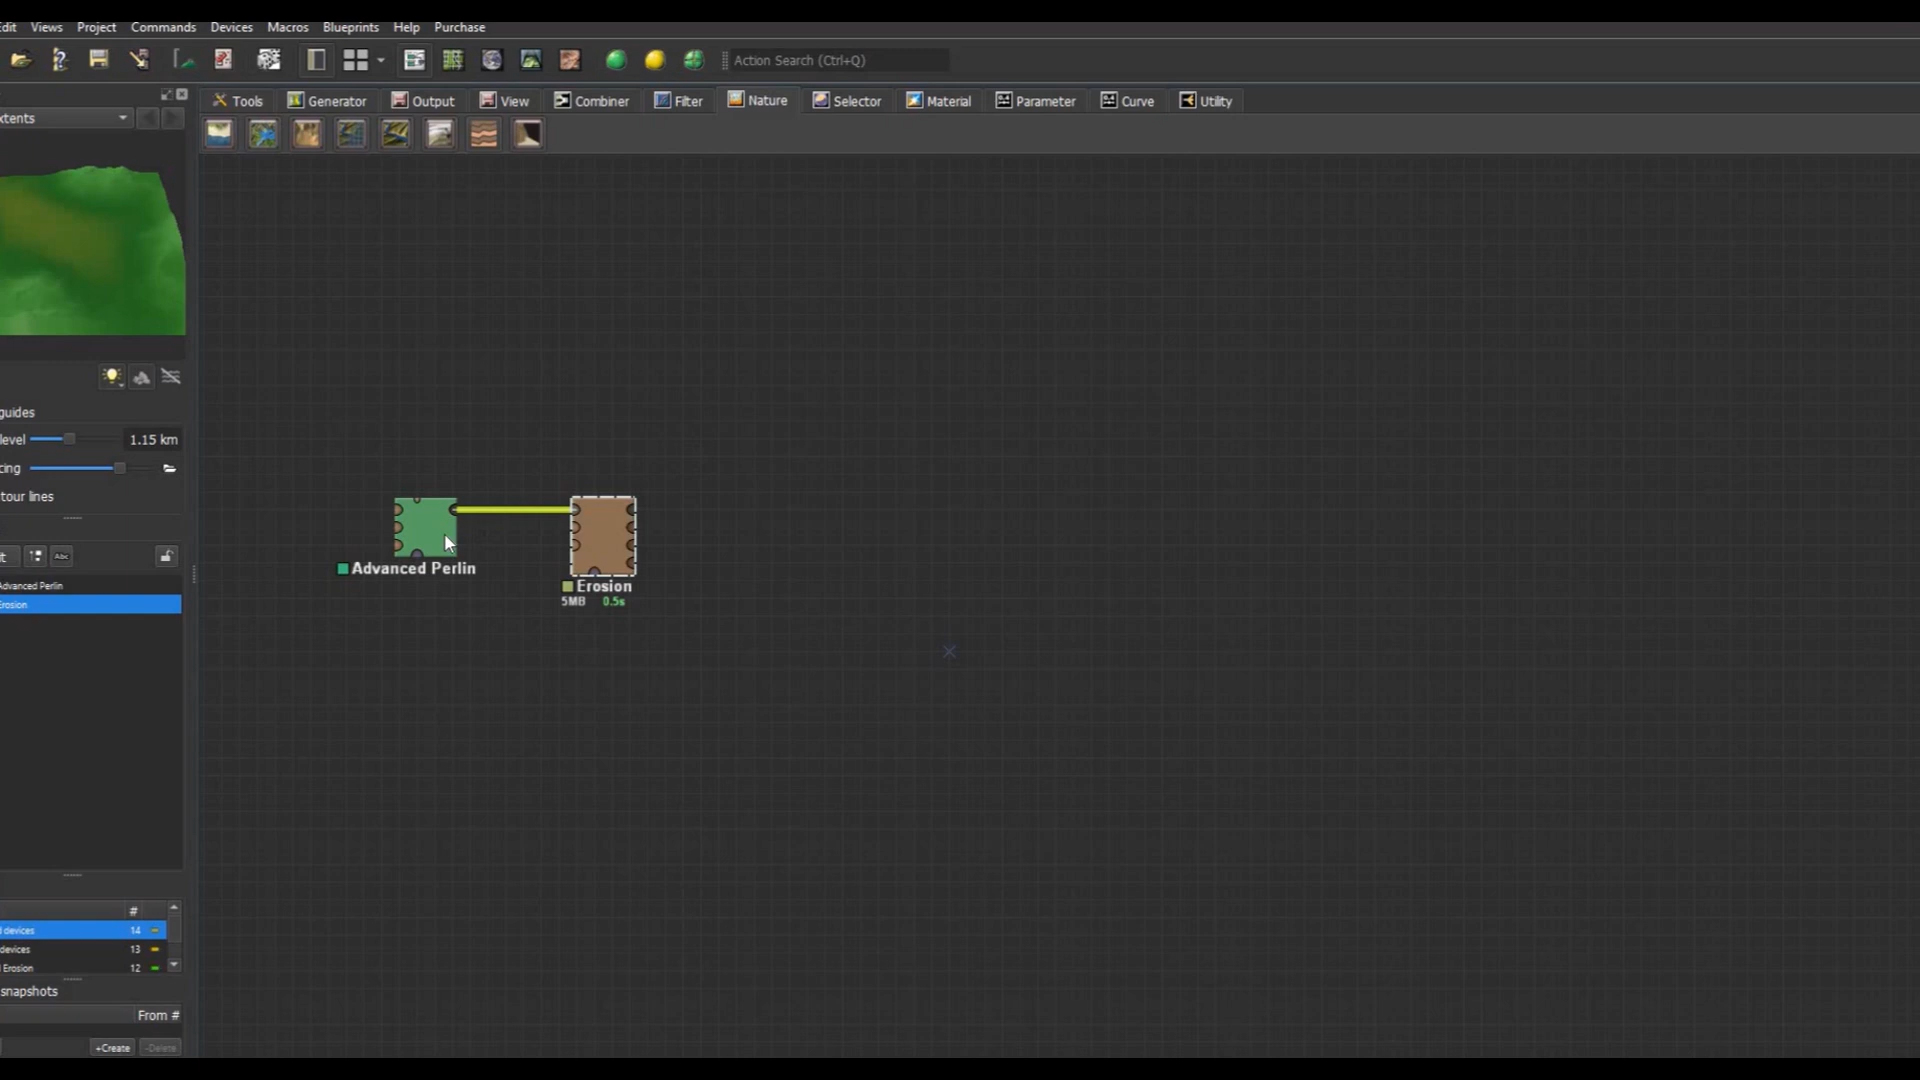 dit Views Project Commands Devices Macros Blueprints Help Purchase
Action Search (Ctrl+Q)
Tools Generator Output View Combiner Filter Nature Selector Material Parameter Curve Utility
xtents
guides
level 1.15 km
cing
tour lines
t Abc
Advanced Perlin
Erosion
Advanced Perlin
Erosion
5MB 0.5s
#
d devices 14
devices 13
l Erosion 12
snapshots
From #
+Create -Delete